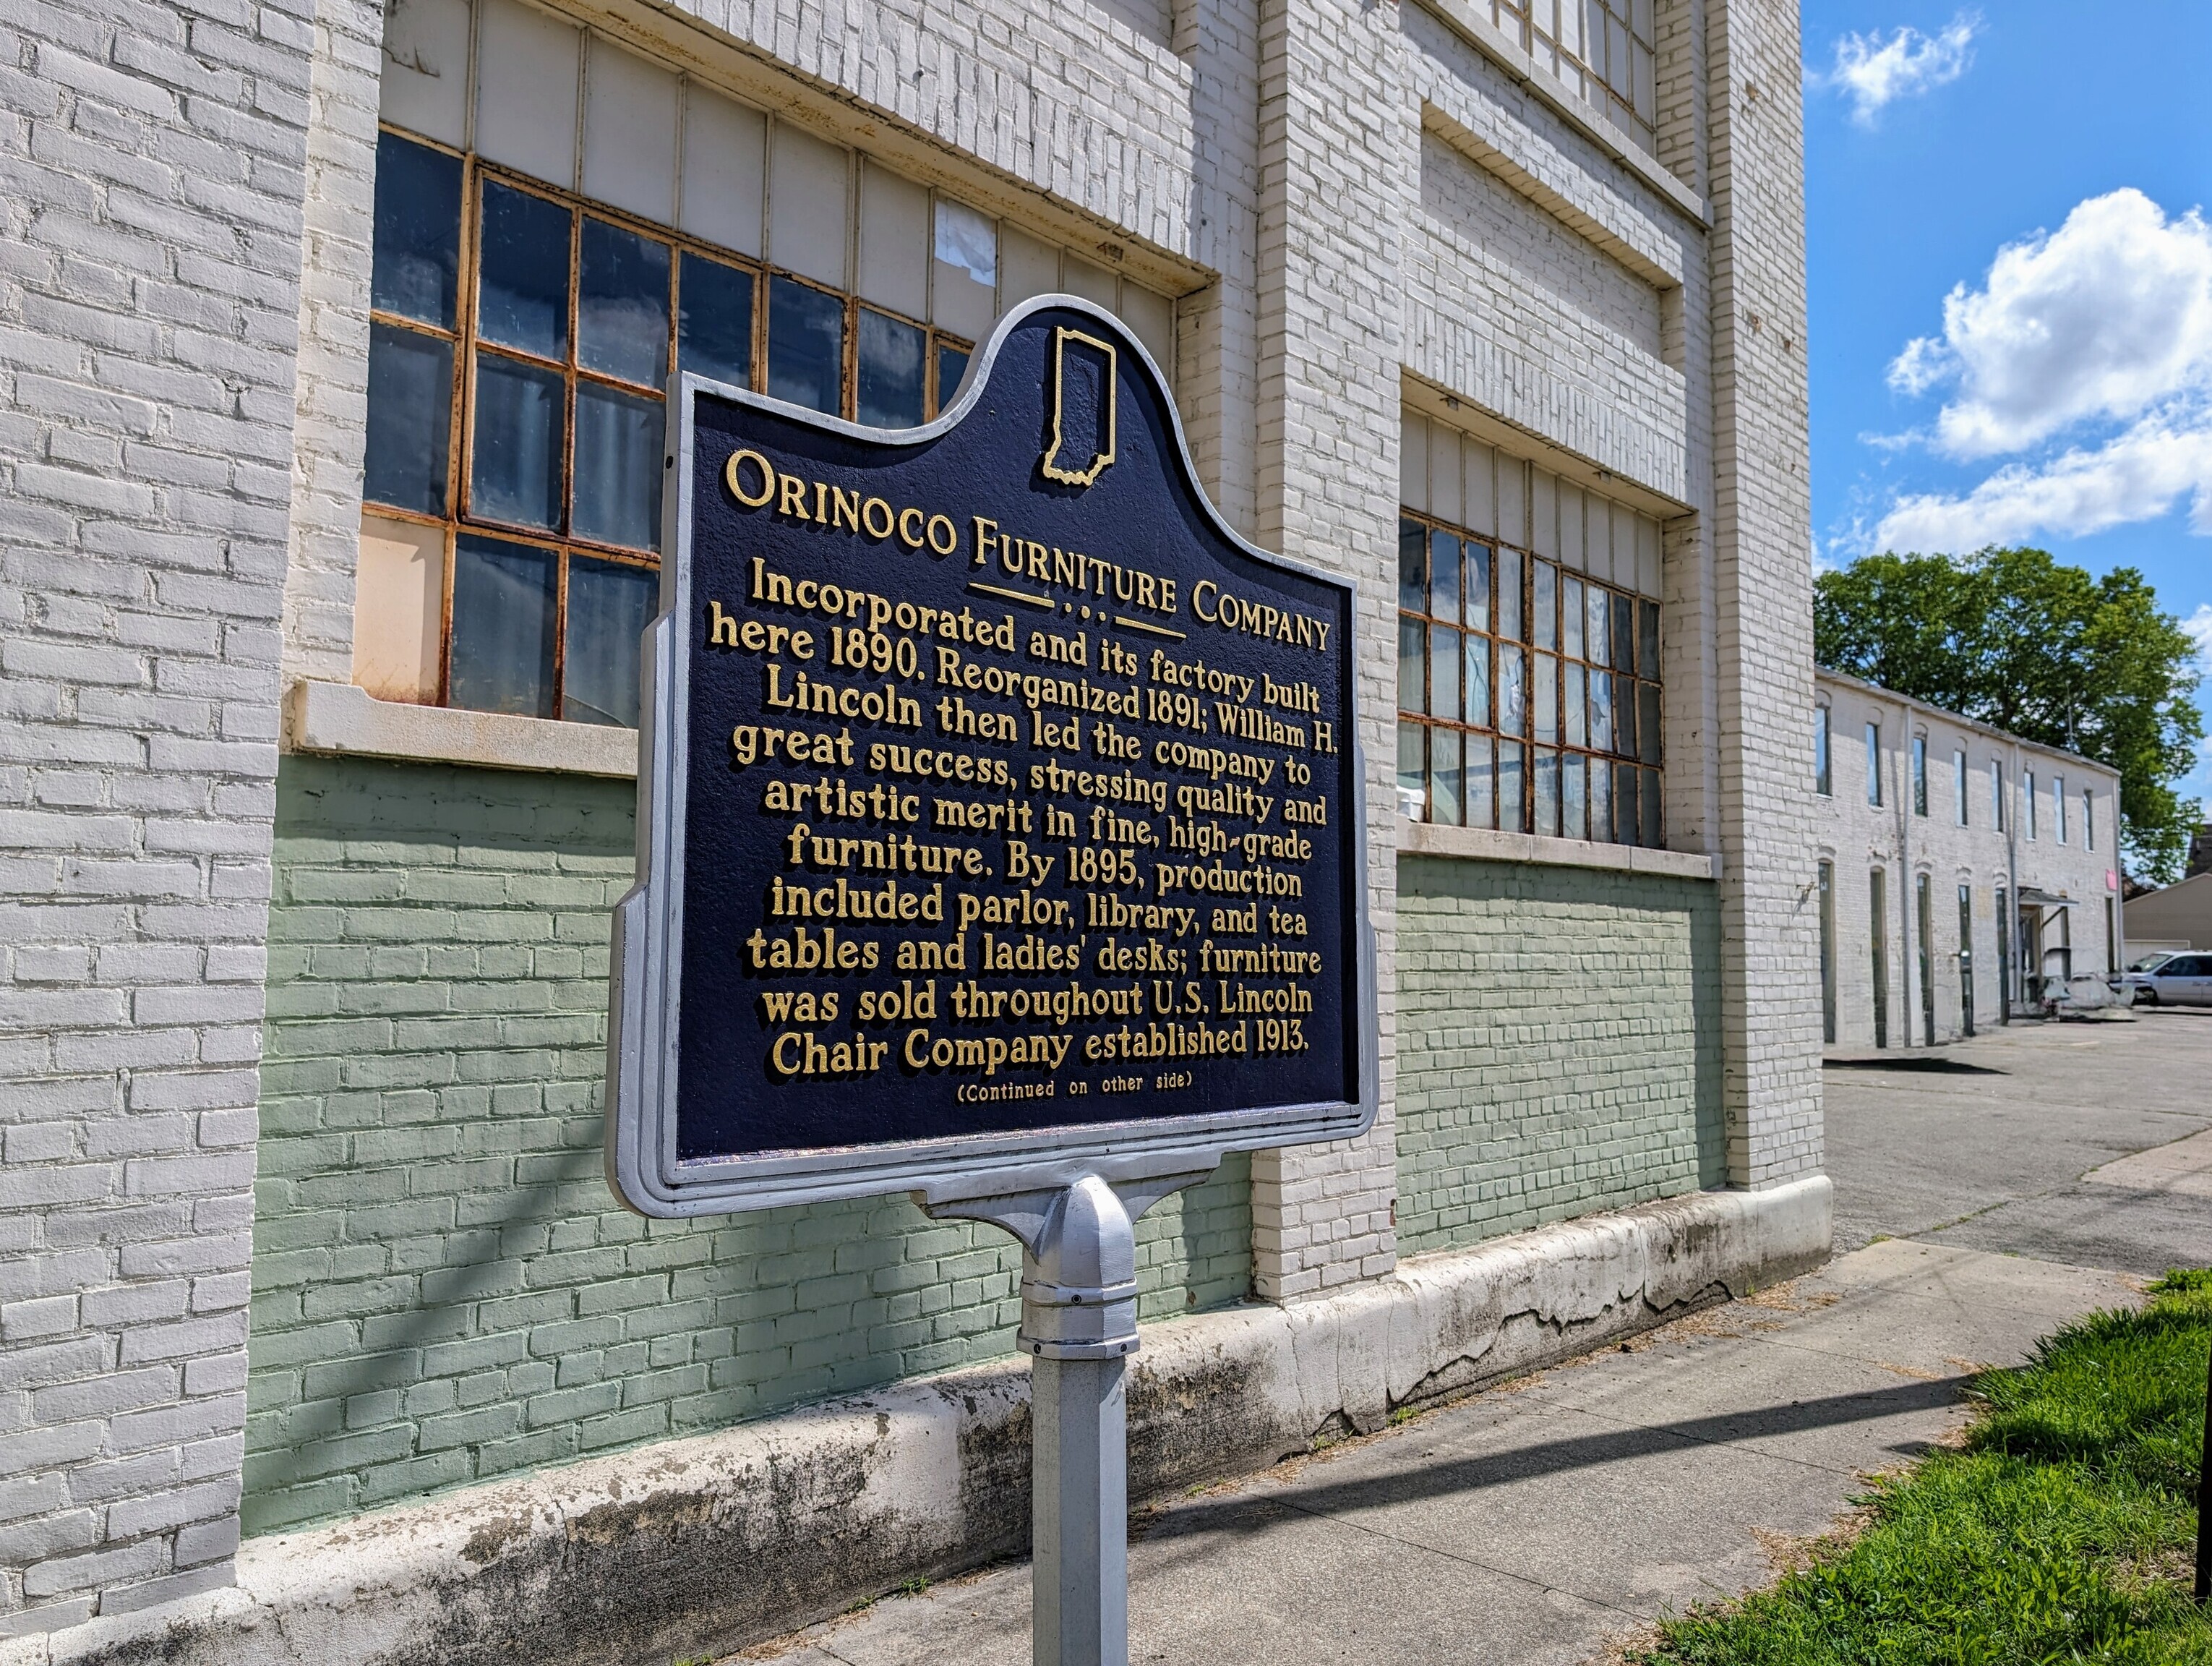 ORINOCO FURNITURE COMPANY
Incorporated and its factory built
here 1890. Reorganized 1891; William H.
Lincoln then led the company to
great success, stressing quality and
artistic merit in fine, high-grade
furniture. By 1895, production
included parlor, library, and tea
tables and ladies' desks; furniture
was sold throughout U.S. Lincoln
Chair Company established 1913.
(Continued on other side)